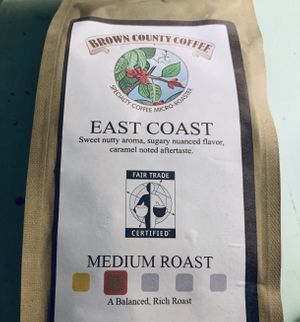 BROWN COUNTY COFFEE
SPECIALTY COFFEE MICRO-ROASTER
EAST COAST
Sweet nutty aroma, sugary nuanced flavor,
caramel noted aftertaste.
FAIR TRADE
CERTIFIED
MEDIUM ROAST
A Balanced, Rich Roast